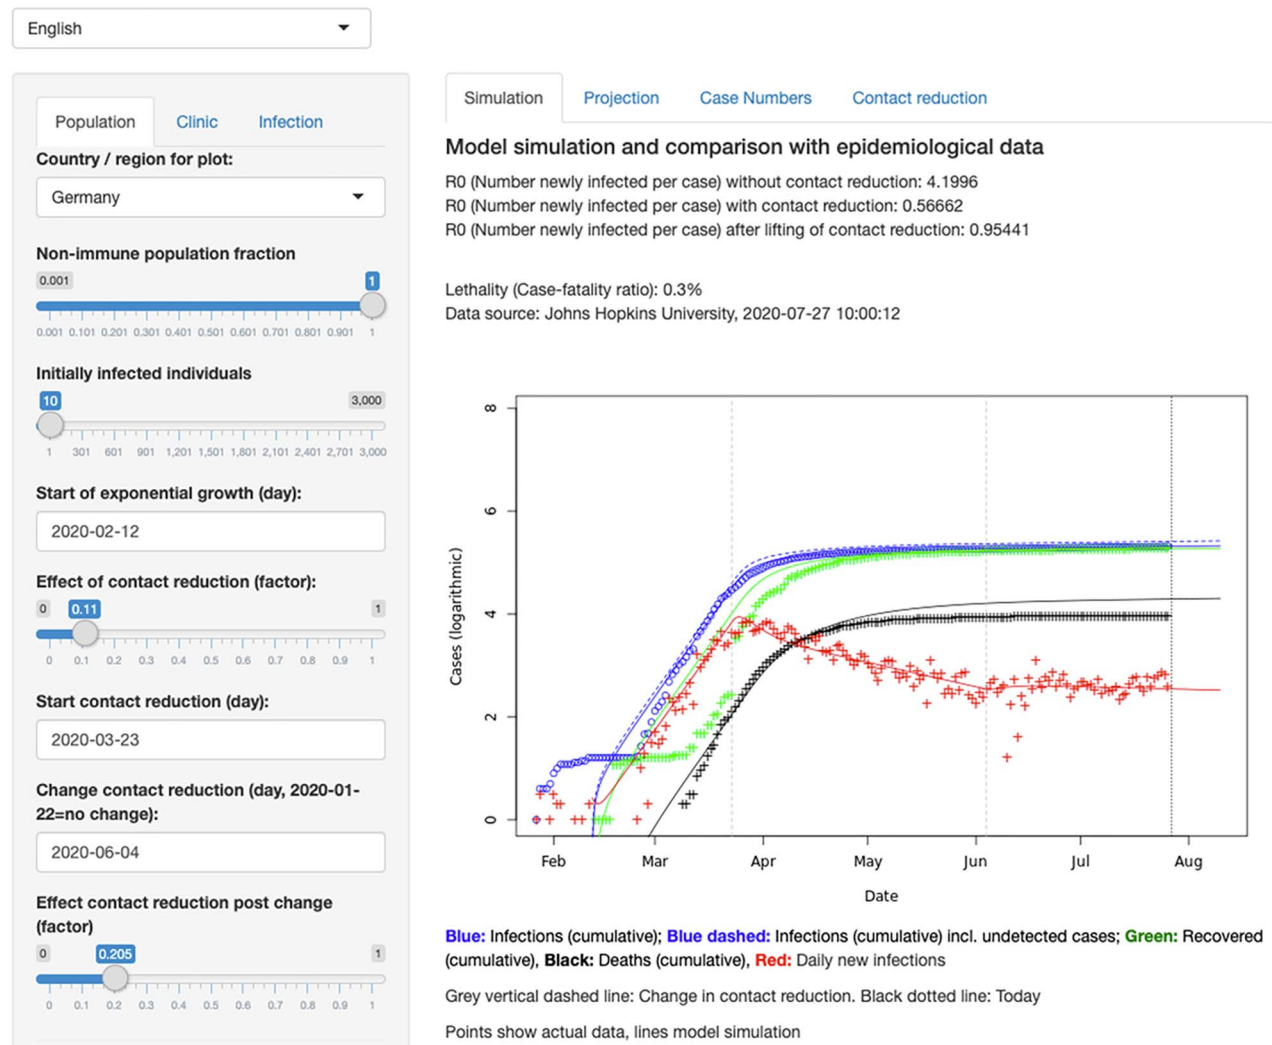 English
Population Clinic Infection
Country / region for plot:
Germany
Non-immune population fraction
0.001 1
0.001 0.101 0.201 0.301 0.401 0.501 0.601 0.701 0.801 0.901 1
Initially infected individuals
10 3,000
1 301 601 901 1,201 1,501 1,801 2,101 2,401 2,701 3,000
Start of exponential growth (day):
2020-02-12
Effect of contact reduction (factor):
0 0.11 1
0 0.1 0.2 0.3 0.4 0.5 0.6 0.7 0.8 0.9 1
Start contact reduction (day):
2020-03-23
Change contact reduction (day, 2020-01-
22=no change):
2020-06-04
Effect contact reduction post change
(factor)
0 0.205 1
0 0.1 0.2 0.3 0.4 0.5 0.6 0.7 0.8 0.9 1
Simulation Projection Case Numbers Contact reduction
Model simulation and comparison with epidemiological data
R0 (Number newly infected per case) without contact reduction: 4.1996
R0 (Number newly infected per case) with contact reduction: 0.56662
R0 (Number newly infected per case) after lifting of contact reduction: 0.95441
Lethality (Case-fatality ratio): 0.3%
Data source: Johns Hopkins University, 2020-07-27 10:00:12
Cases (logarithmic)
8
6
4
2
0
Feb Mar Apr May Jun Jul Aug
Date
Blue: Infections (cumulative); Blue dashed: Infections (cumulative) incl. undetected cases; Green: Recovered
(cumulative), Black: Deaths (cumulative), Red: Daily new infections
Grey vertical dashed line: Change in contact reduction. Black dotted line: Today
Points show actual data, lines model simulation